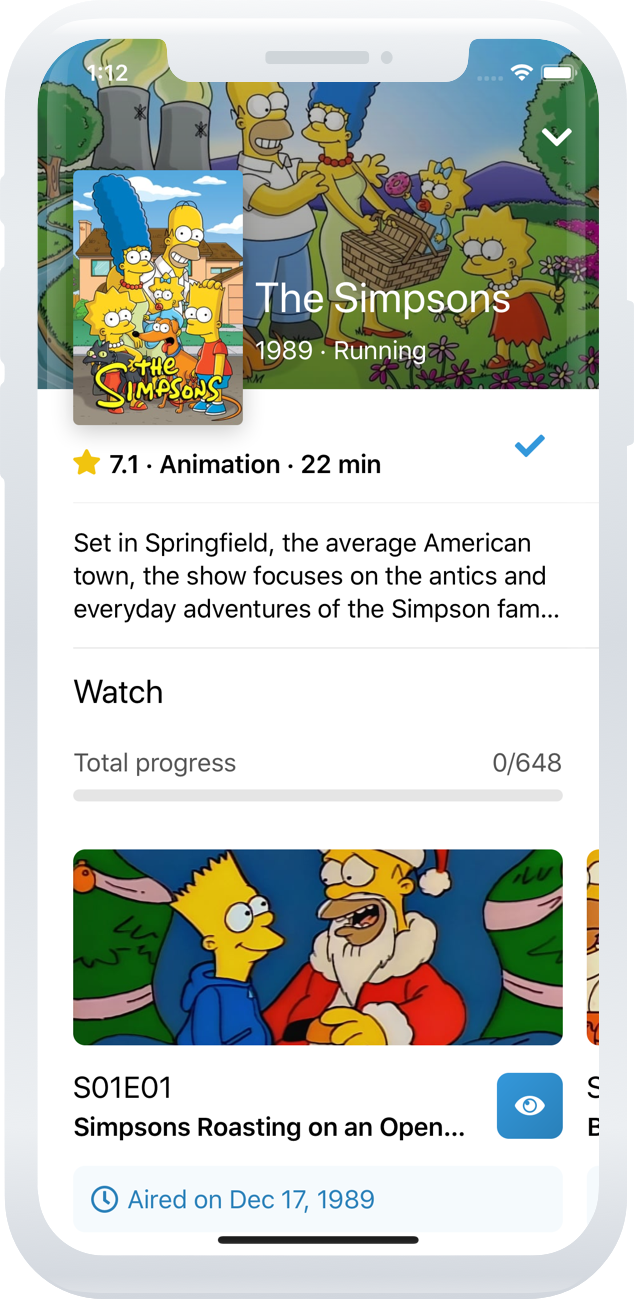 1:12
THE
SIMPSONS
The Simpsons
1989 · Running
7.1 · Animation · 22 min
Set in Springfield, the average American
town, the show focuses on the antics and
everyday adventures of the Simpson fam...
Watch
Total progress 0/648
S01E01
Simpsons Roasting on an Open...
Aired on Dec 17, 1989
S
B